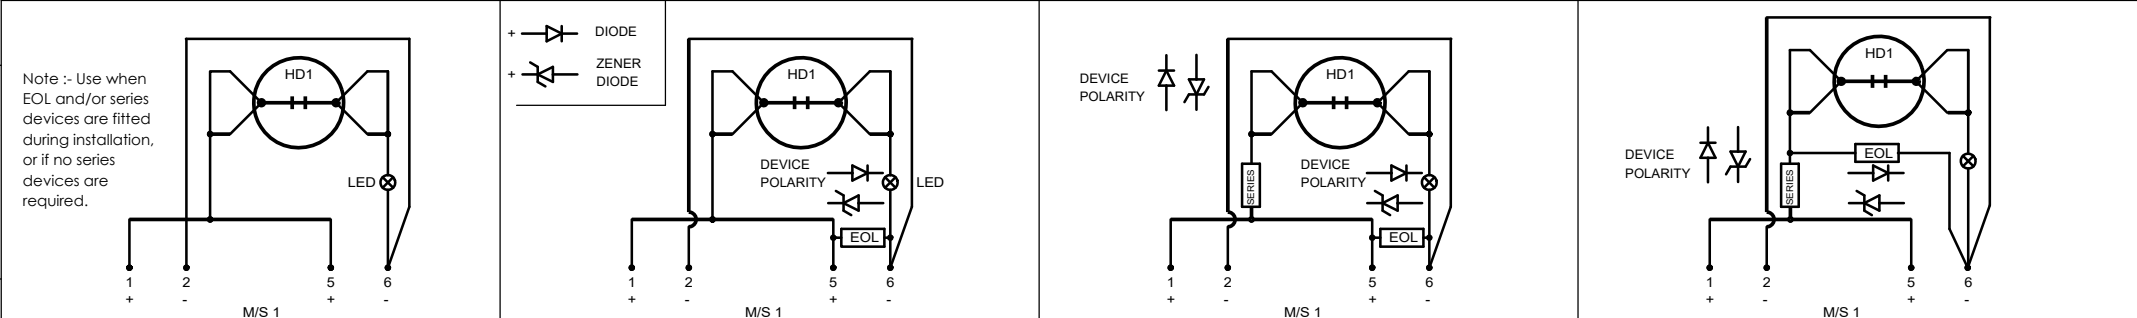 Note :- Use when
EOL and/or series
devices are fitted
during installation,
or if no series
devices are
required.
HD1
LED
1 2 5 6
+ - + -
M/S 1
+ DIODE
+ ZENER
DIODE
HD1
DEVICE
POLARITY
LED
EOL
1 2 5 6
+ - + -
M/S 1
DEVICE
POLARITY
HD1
SERIES
DEVICE
POLARITY
EOL
1 2 5 6
+ - + -
M/S 1
HD1
DEVICE
POLARITY
EOL
SERIES
1 2 5 6
+ - + -
M/S 1